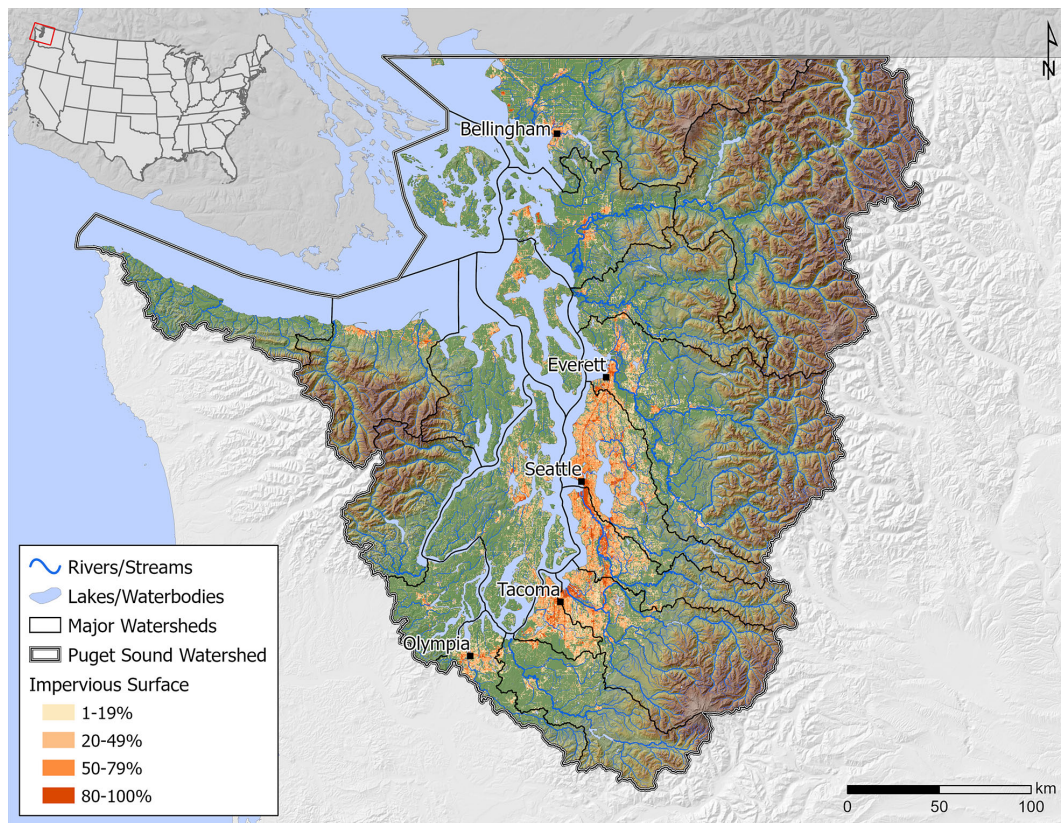 N
Bellingham
Everett
Seattle
Tacoma
Olympia
Rivers/Streams
Lakes/Waterbodies
Major Watersheds
Puget Sound Watershed
Impervious Surface
1-19%
20-49%
50-79%
80-100%
km
0 50 100